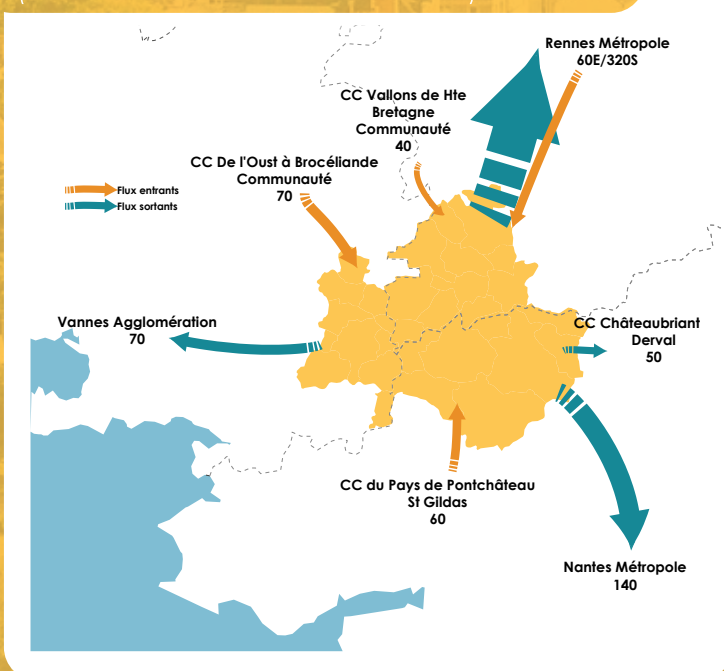 Rennes Métropole
60E/320S
CC Vallons de Hte
Bretagne
Communauté
40
CC De l'Oust à Brocéliande
Communauté
70
Flux entrants
Flux sortants
Vannes Agglomération
70
CC Châteaubriant
Derval
50
CC du Pays de Pontchâteau
St Gildas
60
Nantes Métropole
140